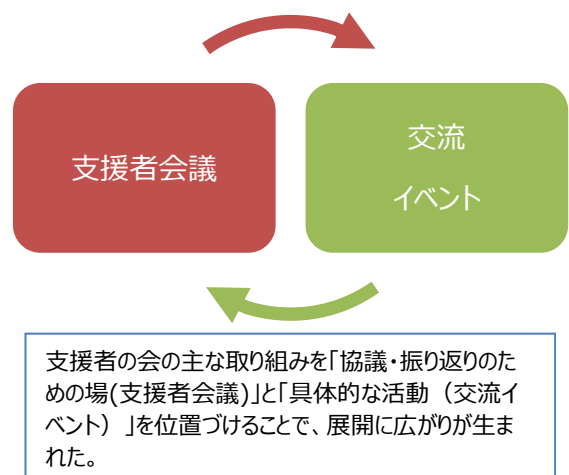 支援者会議
交流
イベント
支援者の会の主な取り組みを「協議・振り返りのた
めの場(支援者会議)」と「具体的な活動（交流イ
ベント）」を位置づけることで、展開に広がりが生ま
れた。